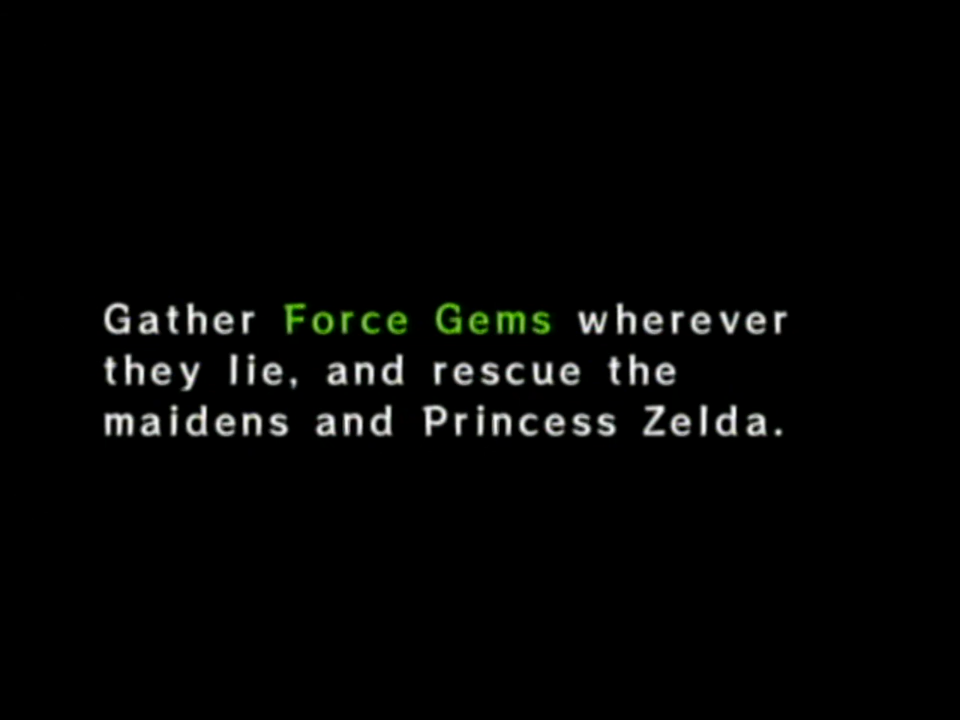 Gather Force Gems wherever
they lie, and rescue the
maidens and Princess Zelda.